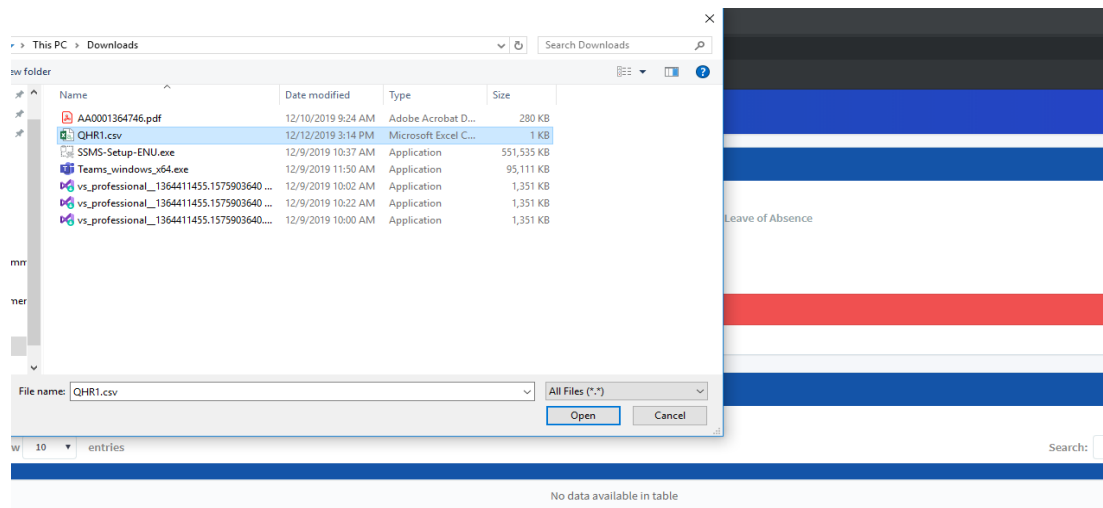 This PC > Downloads Search Downloads
ew folder
Name Date modified Type Size
AA0001364746.pdf 12/10/2019 9:24 AM Adobe Acrobat D... 280 KB
QHR1.csv 12/12/2019 3:14 PM Microsoft Excel C... 1 KB
SSMS-Setup-ENU.exe 12/9/2019 10:37 AM Application 551,535 KB
Teams_windows_x64.exe 12/9/2019 11:50 AM Application 95,111 KB
vs_professional__1364411455.1575903640 ... 12/9/2019 10:02 AM Application 1,351 KB
vs_professional__1364411455.1575903640 ... 12/9/2019 10:22 AM Application 1,351 KB
vs_professional__1364411455.1575903640.... 12/9/2019 10:00 AM Application 1,351 KB
Leave of Absence
mm
mer
File name: QHR1.csv All Files (*.*)
Open Cancel
w 10 entries Search:
No data available in table